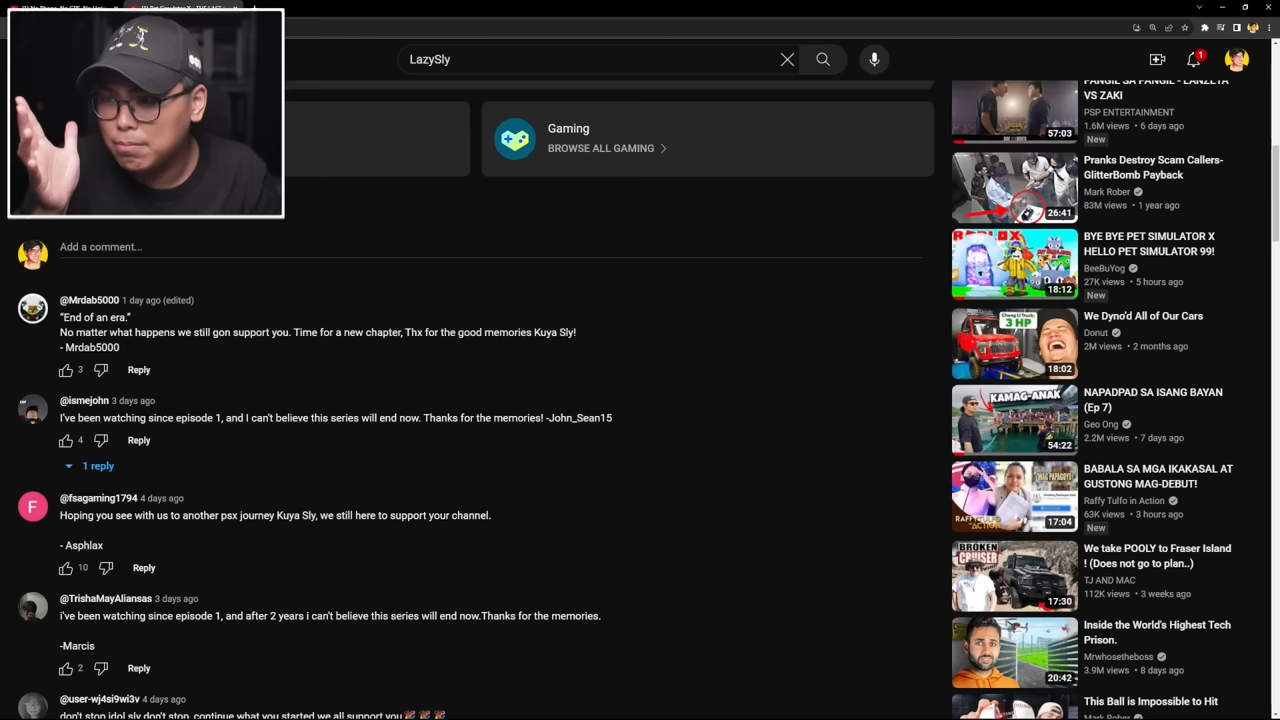 LazySly
1
Gaming
BROWSE ALL GAMING
Add a comment...
@Mrdab5000 1 day ago (edited)
“End of an era.”
No matter what happens we still gon support you. Time for a new chapter, Thx for the good memories Kuya Sly!
- Mrdab5000
3 Reply
@ismejohn 3 days ago
I've been watching since episode 1, and I can't believe this series will end now. Thanks for the memories! -John_Sean15
4 Reply
1 reply
@fsagaming1794 4 days ago
F
Hoping you see with us to another psx journey Kuya Sly, we still here to support your channel.
- Asphlax
10 Reply
@TrishaMayAliansas 3 days ago
i've been watching since episode 1, and after 2 years i can't believe this series will end now.Thanks for the memories.
-Marcis
2 Reply
@user-wj4si9wi3v 4 days ago
don't stop idol sly don't stop, continue what you started we all support you
PANGIL SA PANGIL - LANZETA
VS ZAKI
PSP ENTERTAINMENT
1.6M views • 6 days ago
New
57:03
Pranks Destroy Scam Callers-
GlitterBomb Payback
Mark Rober
83M views • 1 year ago
26:41
BYE BYE PET SIMULATOR X
HELLO PET SIMULATOR 99!
BeeBuYog
27K views • 5 hours ago
New
18:12
We Dyno'd All of Our Cars
Donut
2M views • 2 months ago
Chang Li Truck:
3 HP
18:02
NAPADPAD SA ISANG BAYAN
(Ep 7)
Geo Ong
2.2M views • 7 days ago
KAMAG-ANAK
54:22
BABALA SA MGA IKAKASAL AT
GUSTONG MAG-DEBUT!
Raffy Tulfo in Action
63K views • 3 hours ago
New
17:04
We take POOLY to Fraser Island
! (Does not go to plan..)
TJ AND MAC
112K views • 3 weeks ago
BROKEN
CRUISER
17:30
Inside the World's Highest Tech
Prison.
Mrwhosetheboss
3.9M views • 8 days ago
20:42
This Ball is Impossible to Hit
Mark Rober